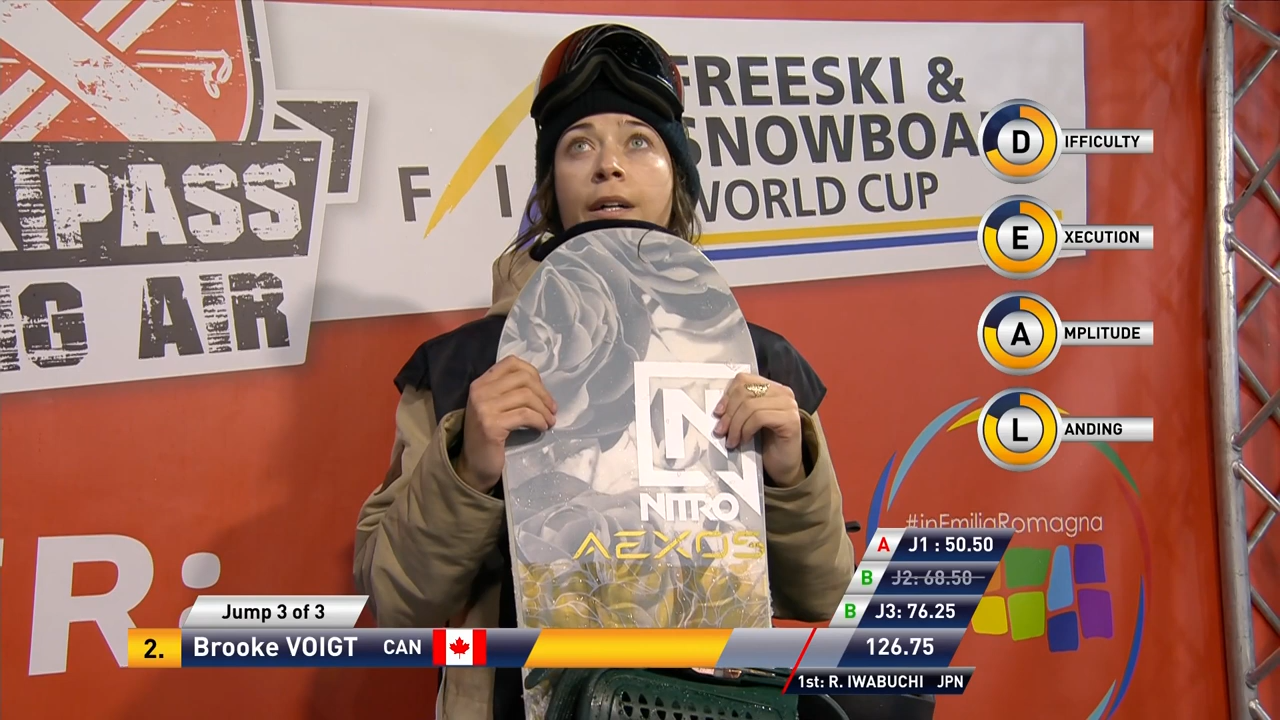 FREESKI &
SNOWBOA
WORLD CUP
F I
PASS
AIR
D IFFICULTY
E XECUTION
A MPLITUDE
L ANDING
N
NITRO
AEXOS
#inEmiliaRomagna
R
A J1 : 50.50
B J2: 68.50
B J3: 76.25
Jump 3 of 3
2. Brooke VOIGT CAN 126.75
1st: R. IWABUCHI JPN